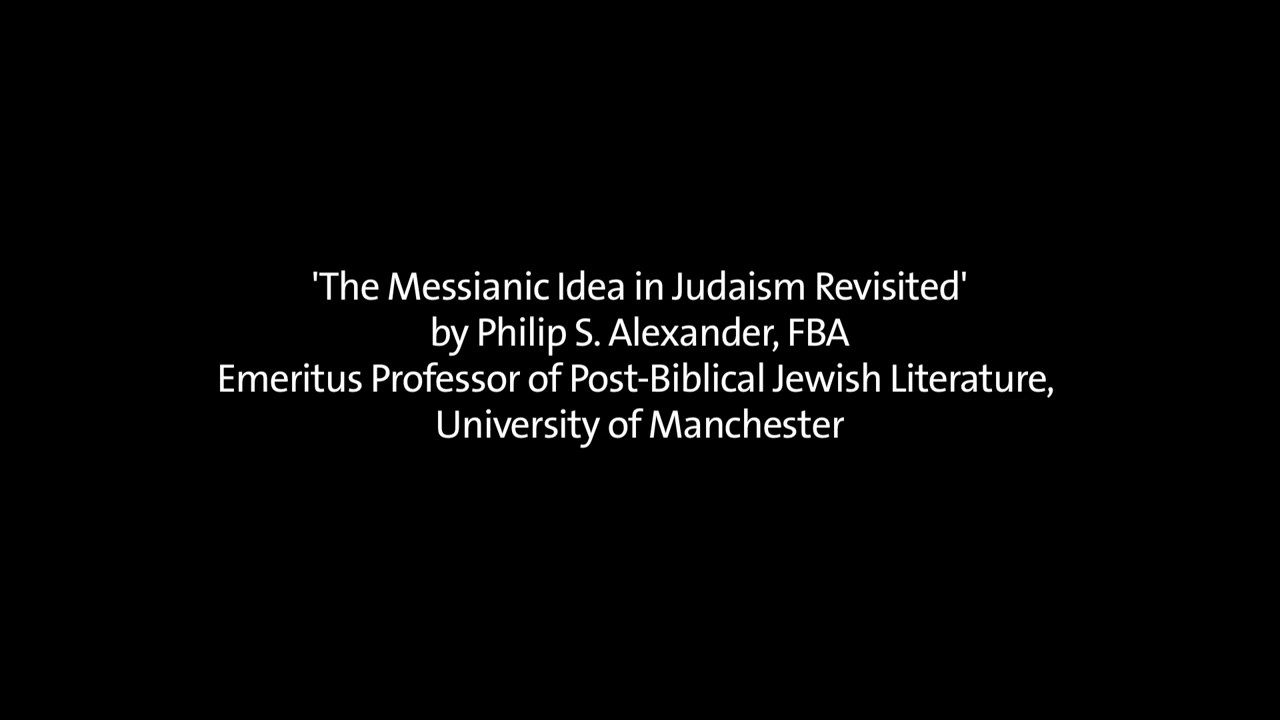 'The Messianic Idea in Judaism Revisited'
by Philip S. Alexander, FBA
Emeritus Professor of Post-Biblical Jewish Literature,
University of Manchester